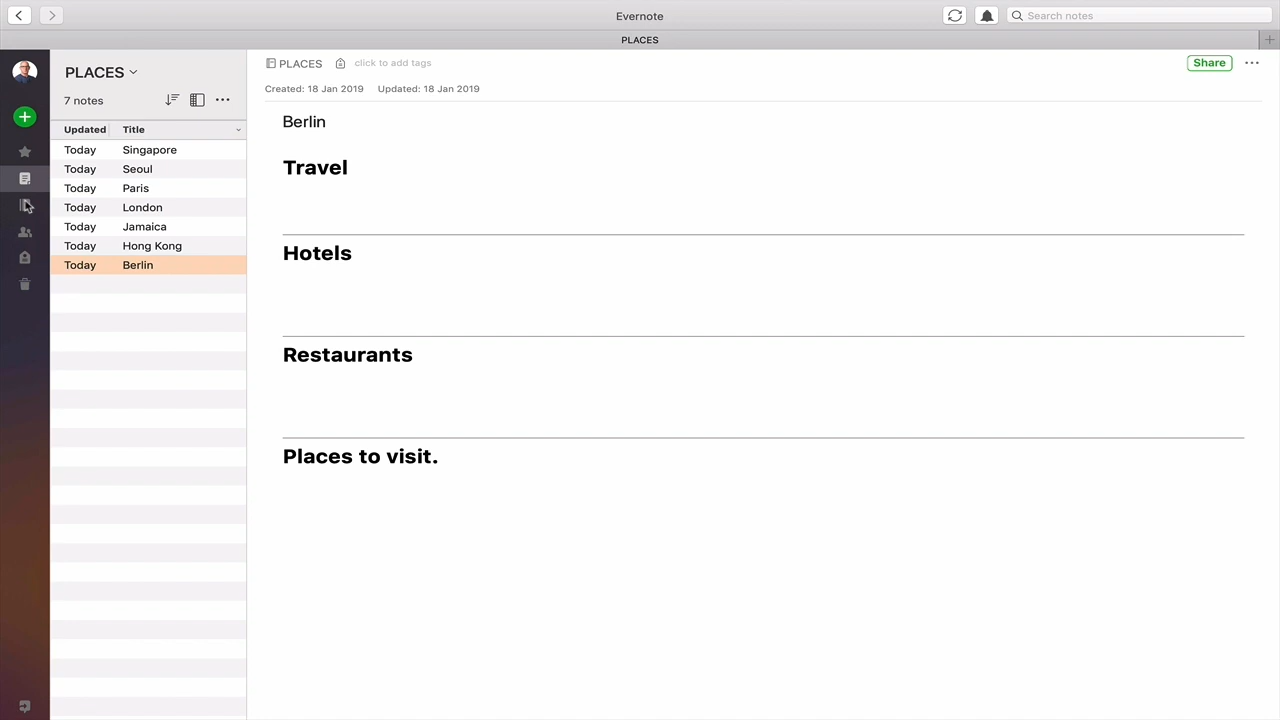 Evernote
Search notes
PLACES
PLACES
7 notes
Updated Title
Today Singapore
Today Seoul
Today Paris
Today London
Today Jamaica
Today Hong Kong
Today Berlin
PLACES click to add tags
Share
Created: 18 Jan 2019 Updated: 18 Jan 2019
Berlin
Travel
Hotels
Restaurants
Places to visit.